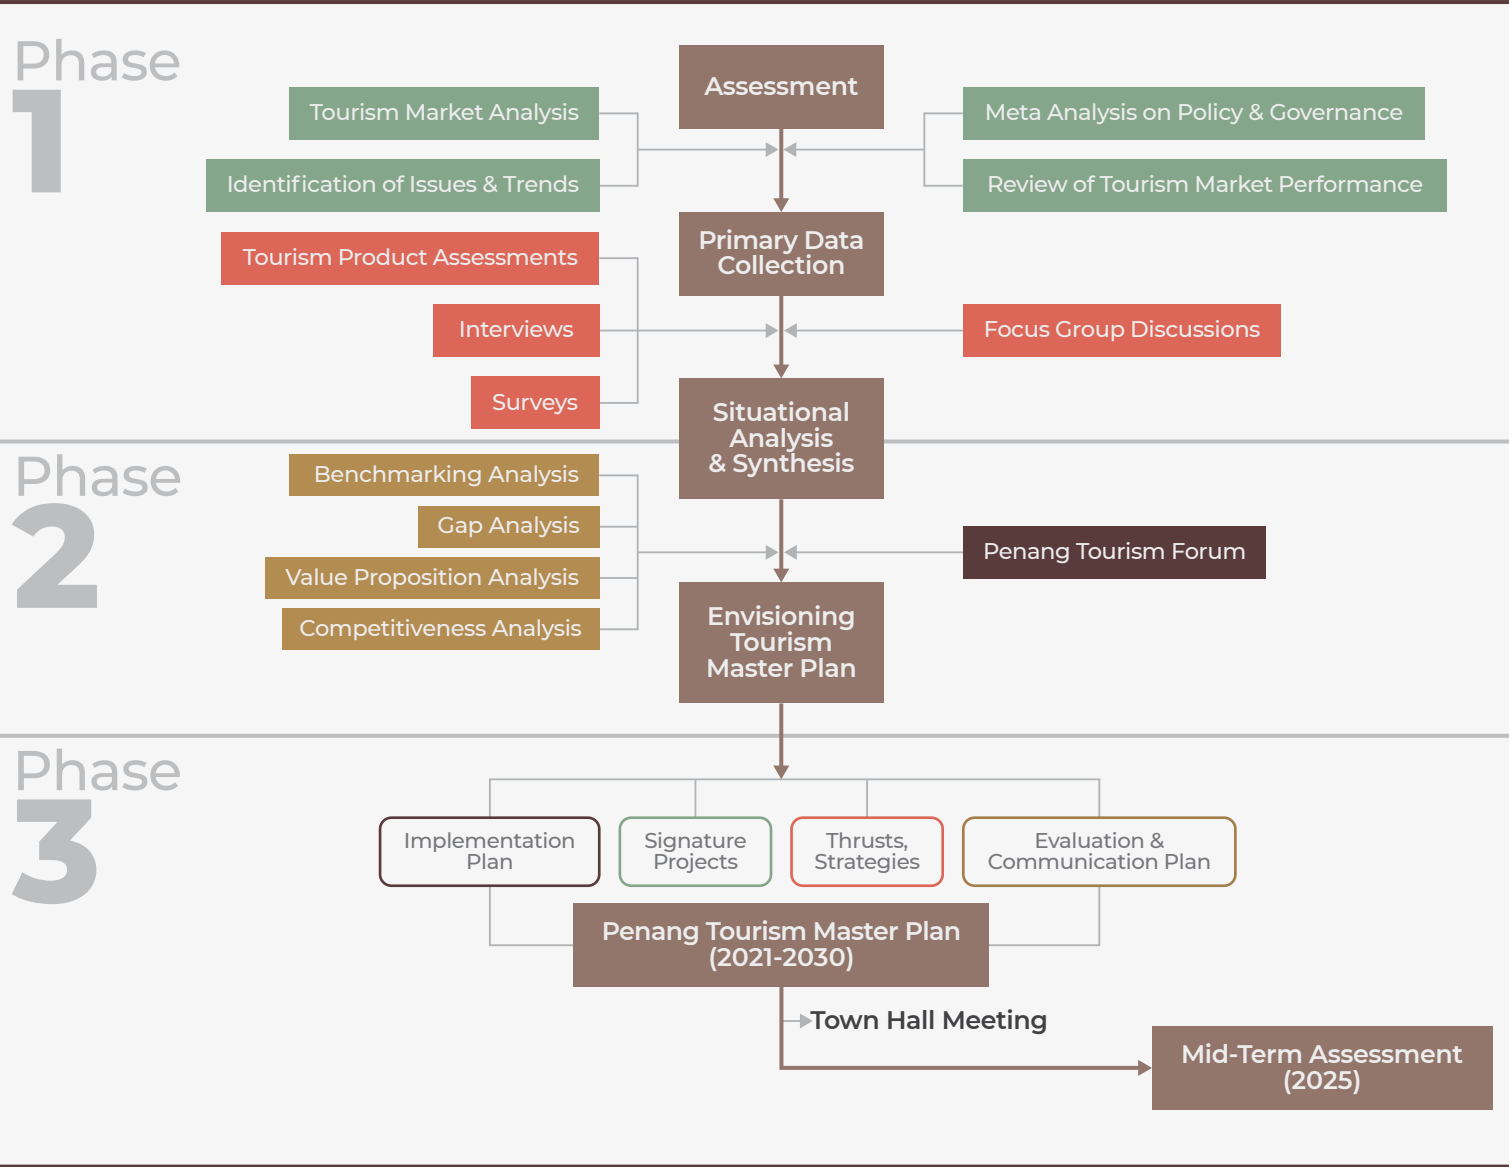 Phase
1
Assessment
Tourism Market Analysis
Meta Analysis on Policy & Governance
Identification of Issues & Trends
Review of Tourism Market Performance
Primary Data
Collection
Tourism Product Assessments
Interviews
Focus Group Discussions
Surveys
Situational
Analysis
& Synthesis
Phase
2
Benchmarking Analysis
Gap Analysis
Penang Tourism Forum
Value Proposition Analysis
Competitiveness Analysis
Envisioning
Tourism
Master Plan
Phase
3
Implementation
Plan
Signature
Projects
Thrusts,
Strategies
Evaluation &
Communication Plan
Penang Tourism Master Plan
(2021-2030)
Town Hall Meeting
Mid-Term Assessment
(2025)